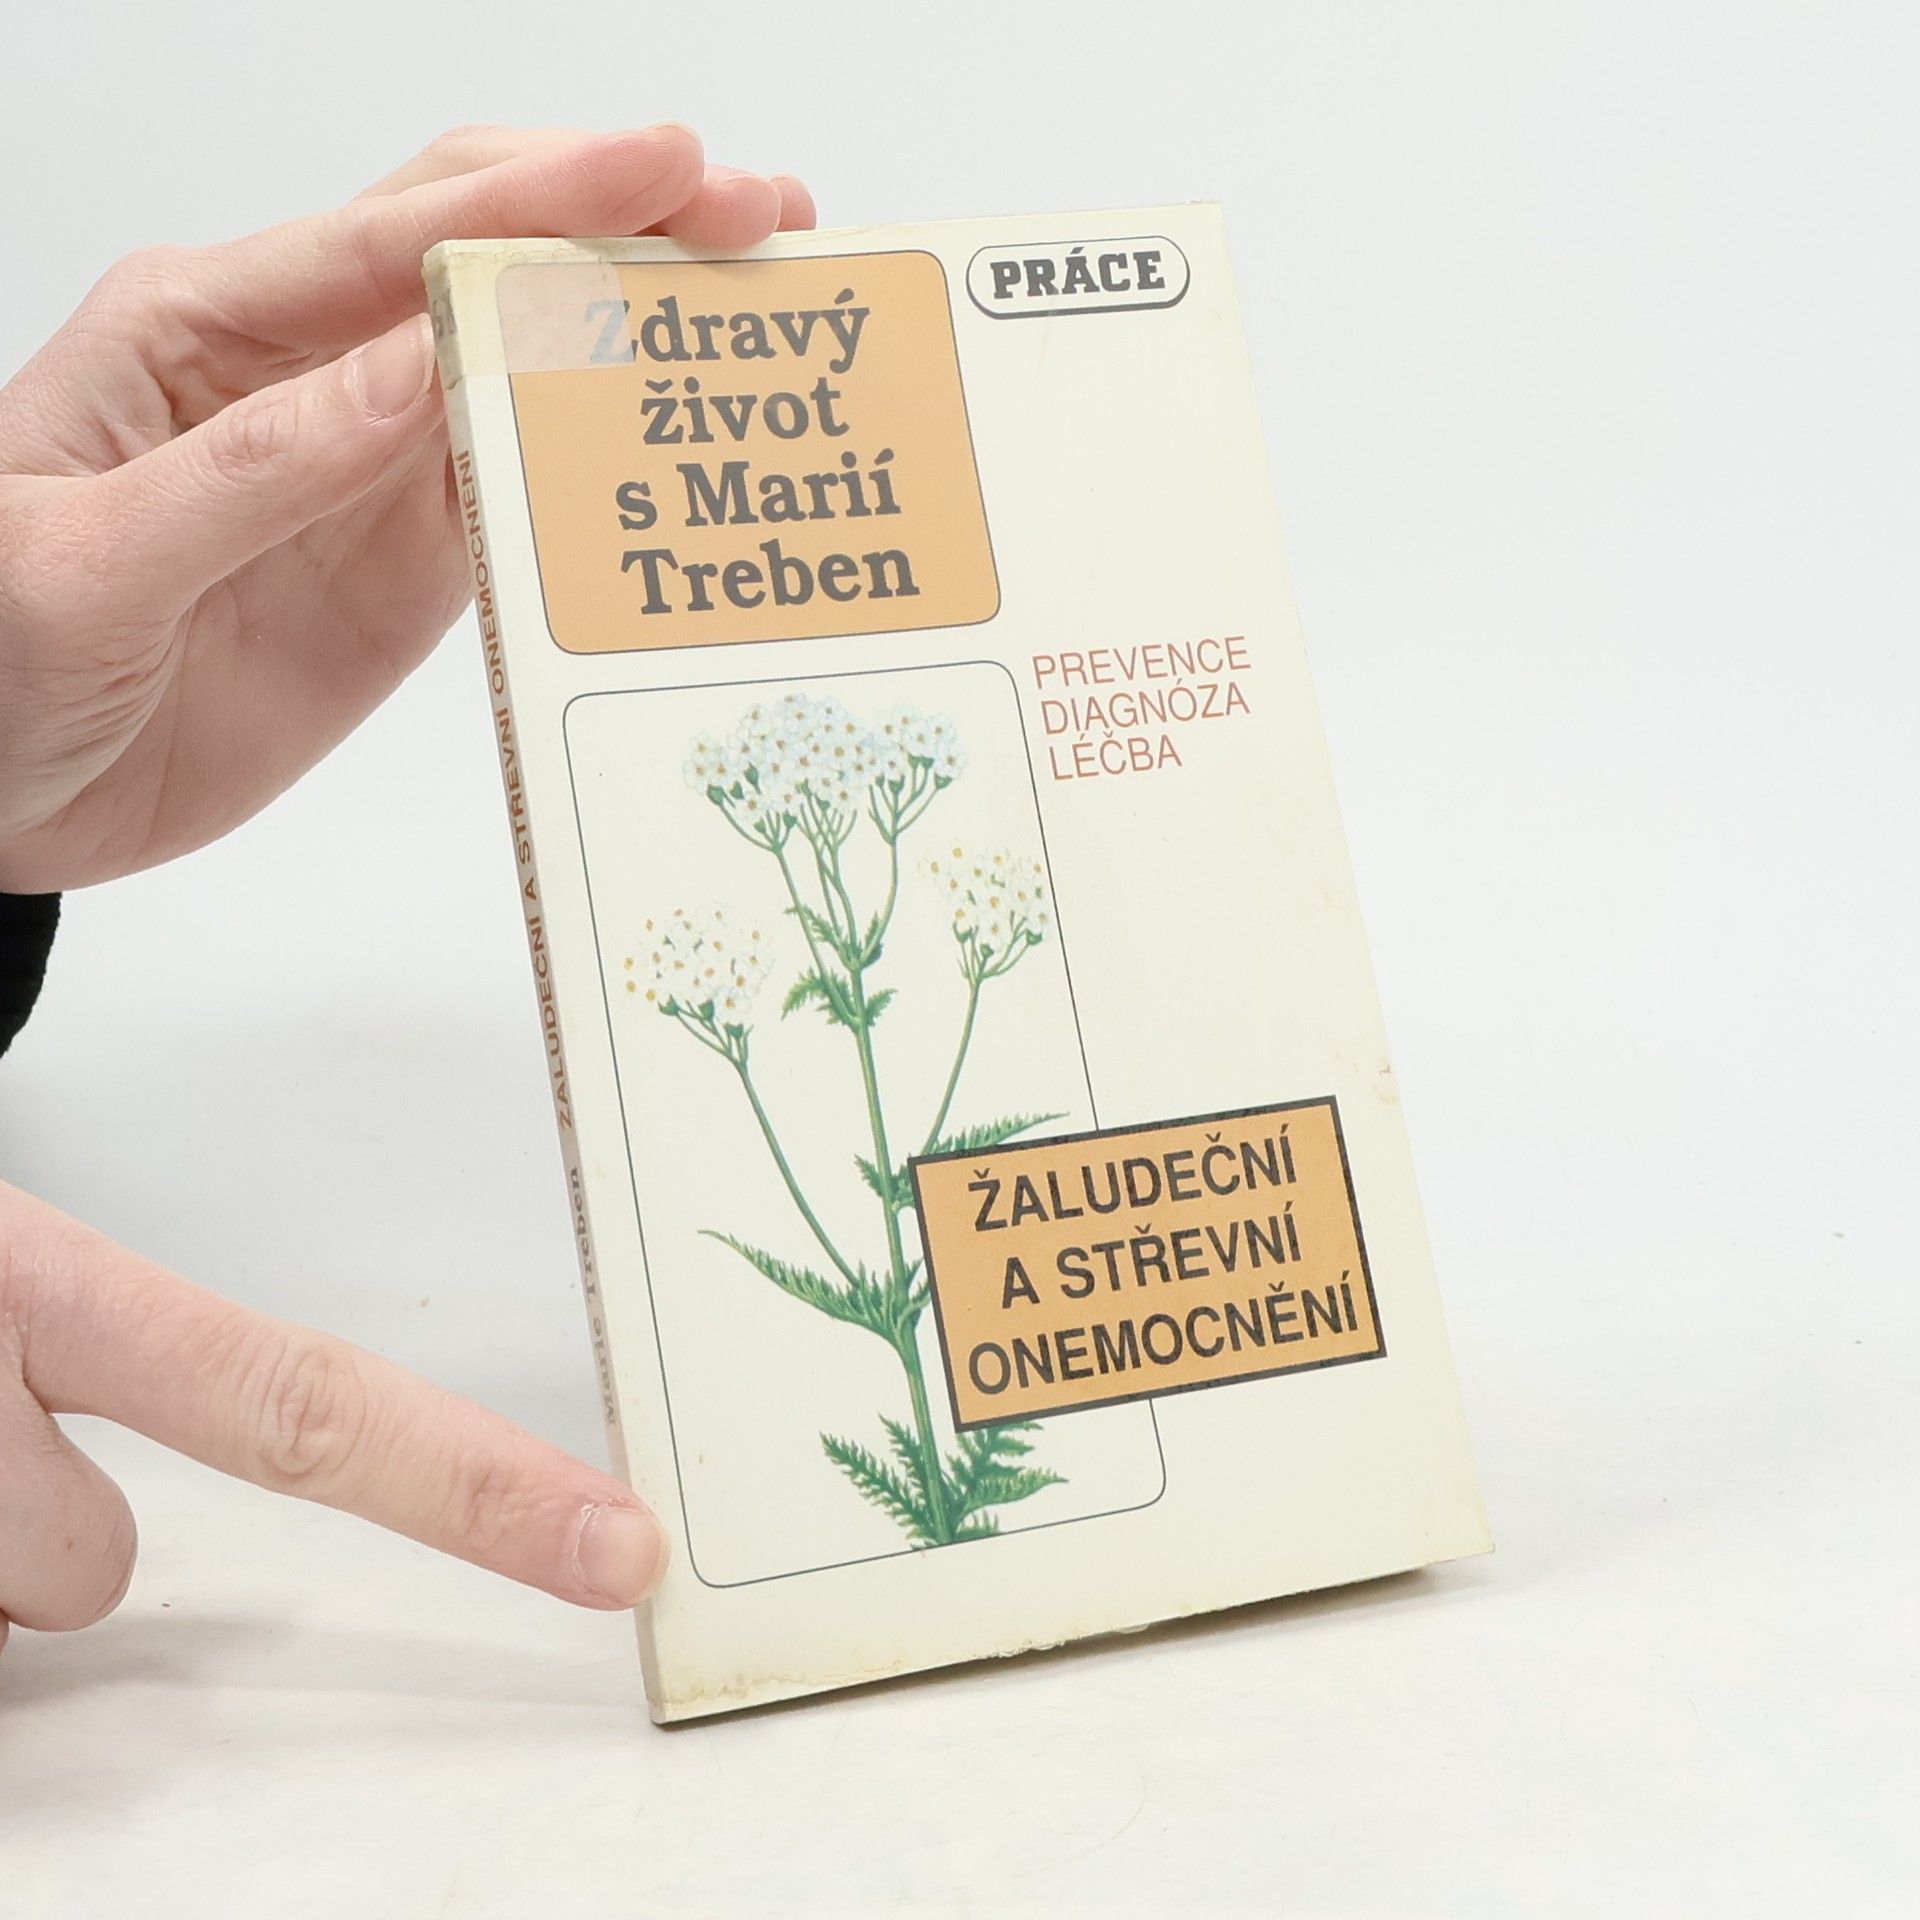 PRÁCE
Zdravý
život
s Marií
Treben
PREVENCE
DIAGNÓZA
LÉČBA
ŽALUDEČNÍ
A STŘEVNÍ
ONEMOCNĚNÍ
Marie Treben ŽALUDEČNÍ A STŘEVNÍ ONEMOCNĚNÍ